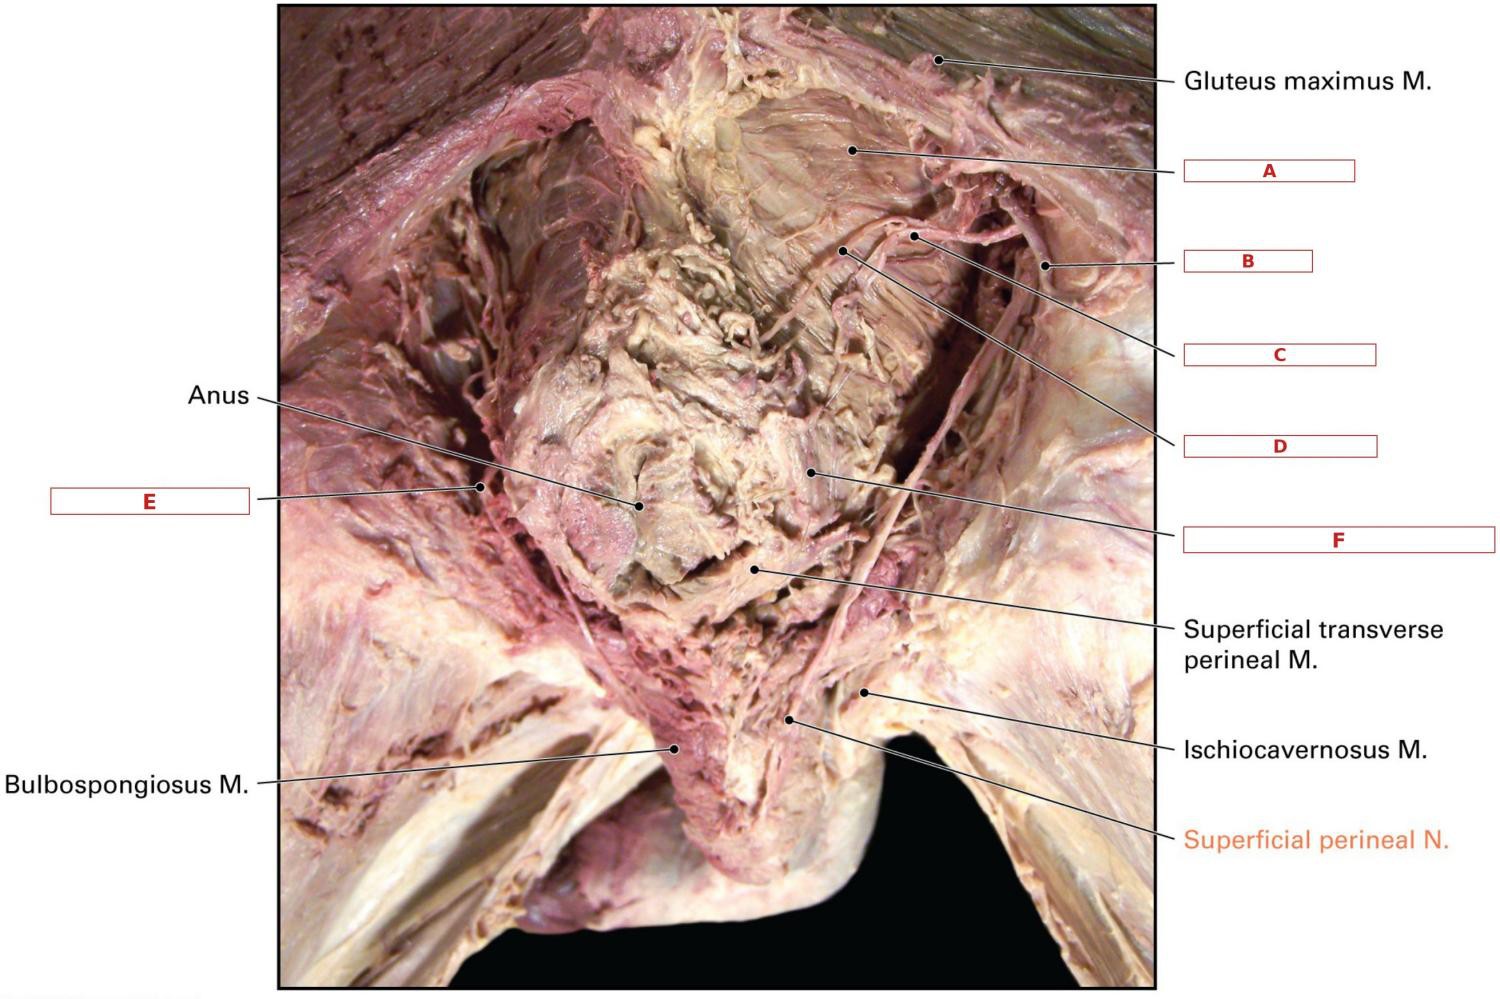 Gluteus maximus M.
A
B
C
Anus
D
E
F
Superficial transverse
perineal M.
Ischiocavernosus M.
Bulbospongiosus M.
Superficial perineal N.